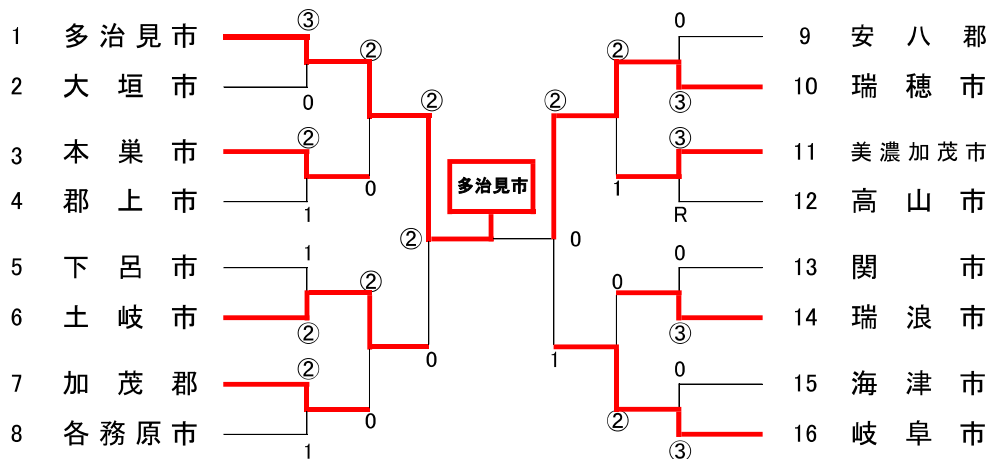 1 多治見市 ③
2 大垣市 0
②
3 本巣市 ②
4 郡上市 1
0
②
5 下呂市 1
6 土岐市 ②
②
7 加茂郡 ②
8 各務原市 1
0
0
②
多治見市
0
9 安八郡 0
10 瑞穂市 ③
②
11 美濃加茂市 ③
12 高山市 R
1
②
13 関市 0
14 瑞浪市 ③
0
15 海津市 0
16 岐阜市 ③
②
1